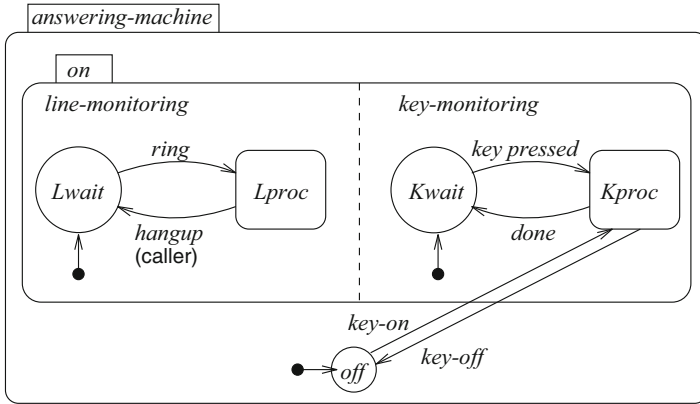 answering-machine
on
line-monitoring
key-monitoring
ring
key pressed
Lwait
Lproc
Kwait
Kproc
hangup
(caller)
done
key-on
key-off
off